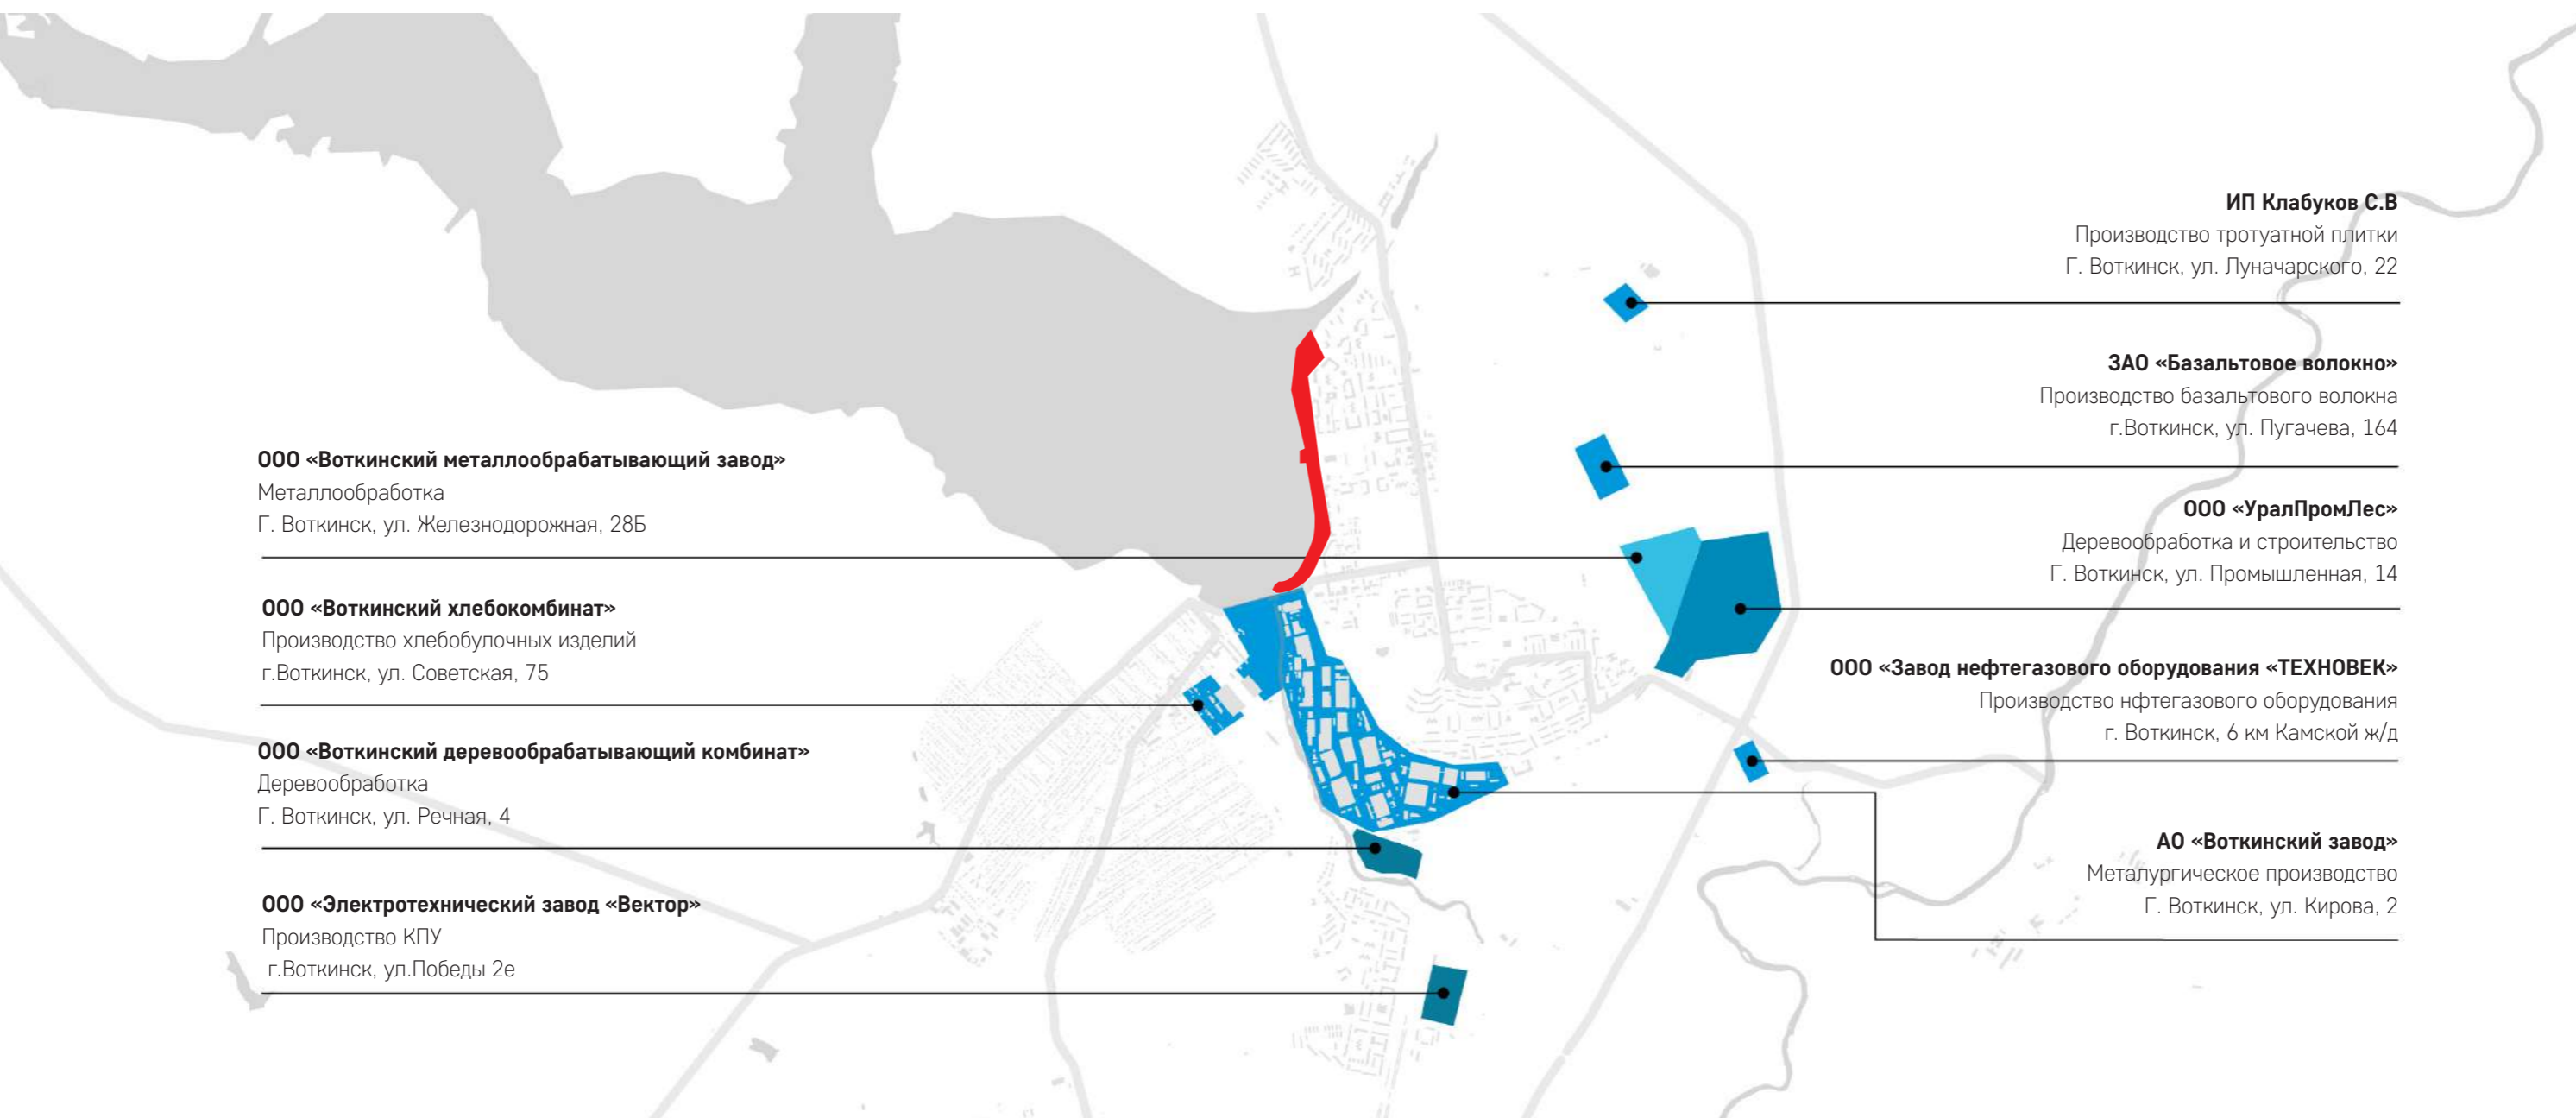 ООО «Воткинский металлообрабатывающий завод»
Металлообработка
Г. Воткинск, ул. Железнодорожная, 28Б
ООО «Воткинский хлебокомбинат»
Производство хлебобулочных изделий
г.Воткинск, ул. Советская, 75
ООО «Воткинский деревообрабатывающий комбинат»
Деревообработка
Г. Воткинск, ул. Речная, 4
ООО «Электротехнический завод «Вектор»
Производство КПУ
г.Воткинск, ул.Победы 2е
ИП Клабуков С.В
Производство тротуатной плитки
Г. Воткинск, ул. Луначарского, 22
ЗАО «Базальтовое волокно»
Производство базальтового волокна
г.Воткинск, ул. Пугачева, 164
ООО «УралПромЛес»
Деревообработка и строительство
Г. Воткинск, ул. Промышленная, 14
ООО «Завод нефтегазового оборудования «ТЕХНОВЕК»
Производство нфтегазового оборудования
г. Воткинск, 6 км Камской ж/д
АО «Воткинский завод»
Металургическое производство
Г. Воткинск, ул. Кирова, 2